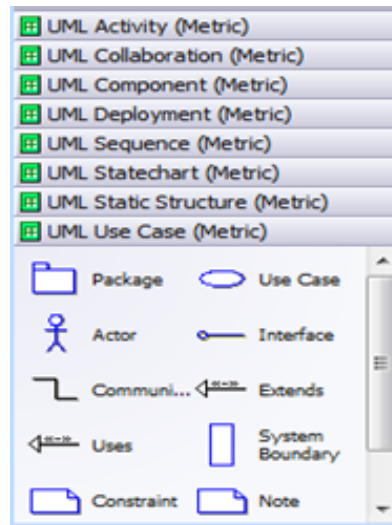 UML Activity (Metric)
UML Collaboration (Metric)
UML Component (Metric)
UML Deployment (Metric)
UML Sequence (Metric)
UML Statechart (Metric)
UML Static Structure (Metric)
UML Use Case (Metric)
Package
Use Case
Actor
Interface
Communi...
Extends
Uses
System
Boundary
Constraint
Note